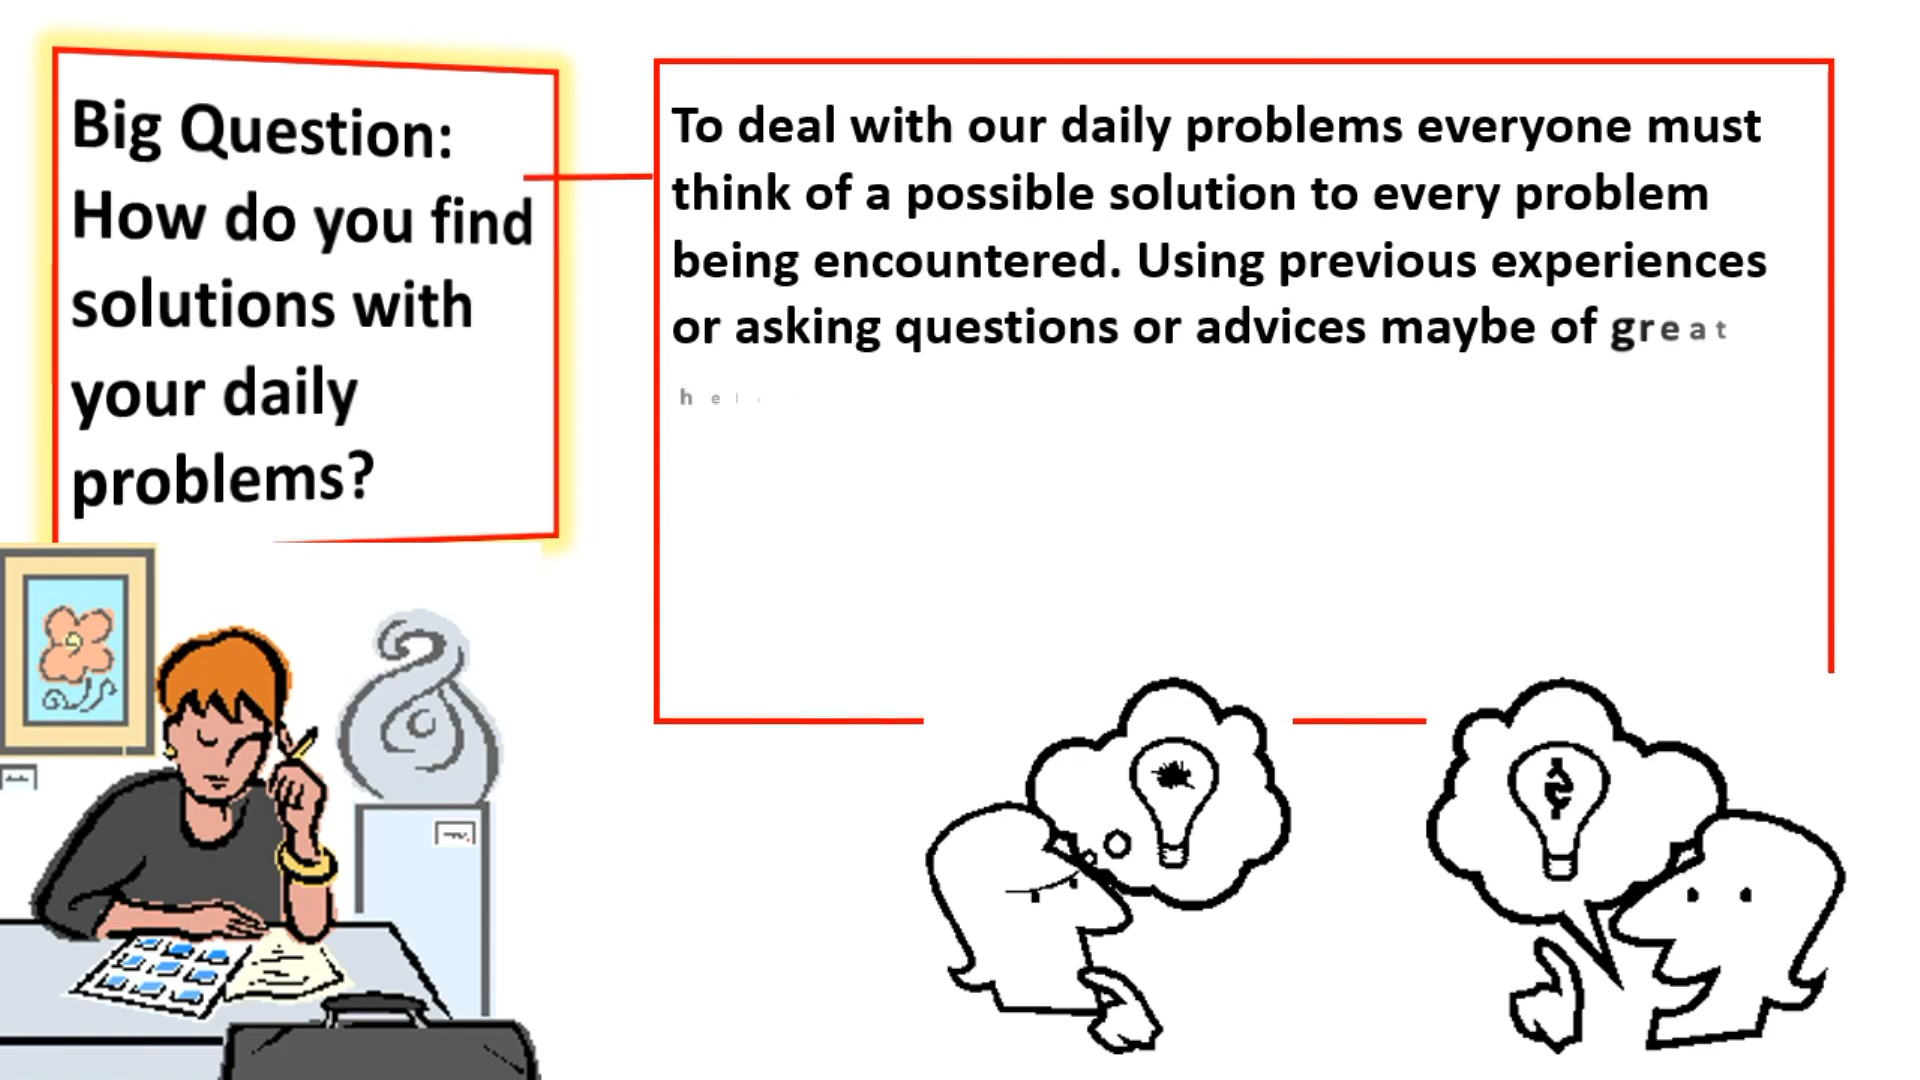 Big Question:
How do you find
solutions with
your daily
problems?
To deal with our daily problems everyone must
think of a possible solution to every problem
being encountered. Using previous experiences
or asking questions or advices maybe of great